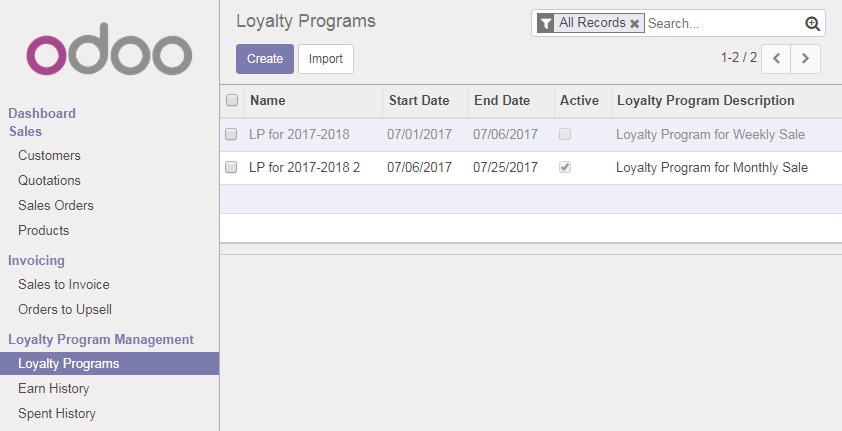 odoo
Dashboard
Sales
Customers
Quotations
Sales Orders
Products
Invoicing
Sales to Invoice
Orders to Upsell
Loyalty Program Management
Loyalty Programs
Earn History
Spent History
Loyalty Programs
All Records Search...
Create Import
1-2 / 2
Name Start Date End Date Active Loyalty Program Description
LP for 2017-2018 07/01/2017 07/06/2017 Loyalty Program for Weekly Sale
LP for 2017-2018 2 07/06/2017 07/25/2017 Loyalty Program for Monthly Sale